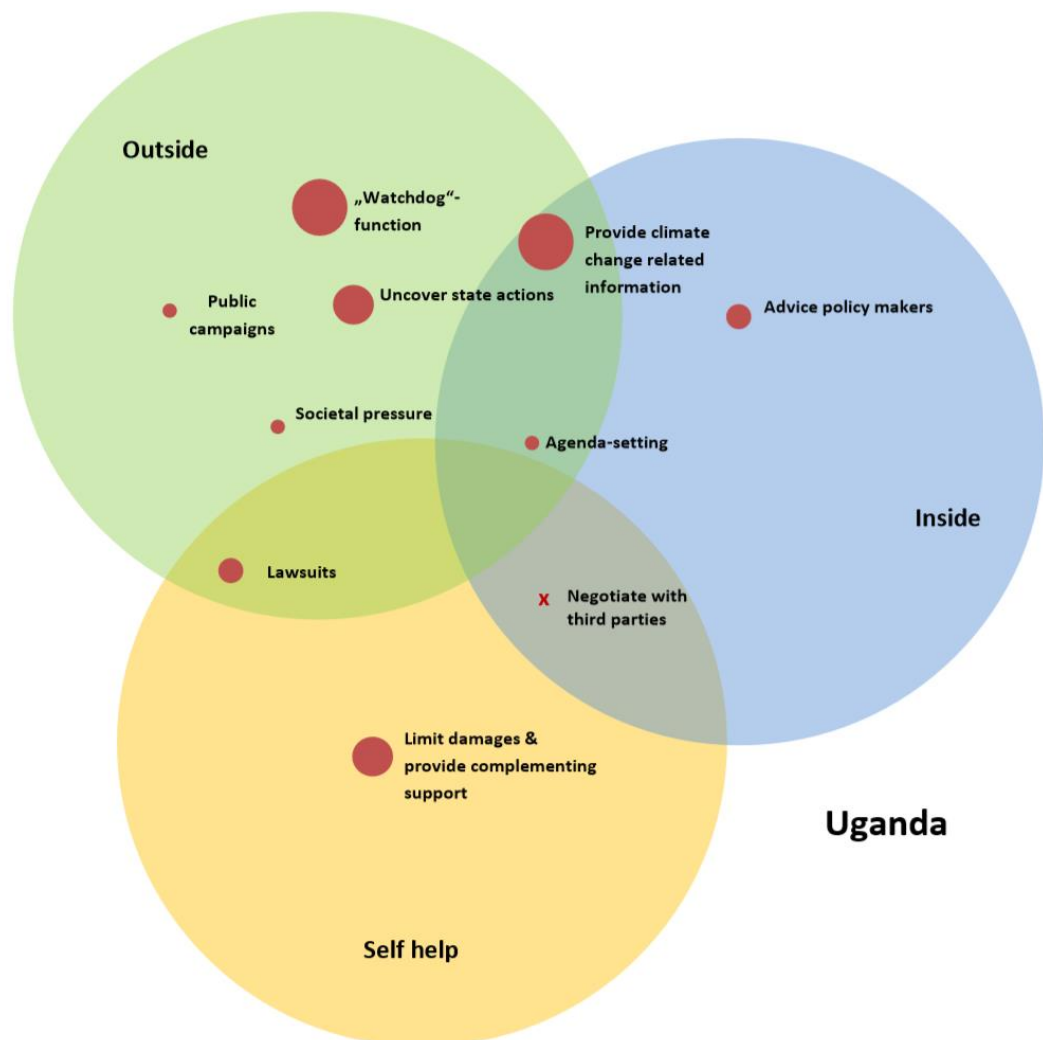 Outside
„Watchdog“-
function
Provide climate
change related
information
Uncover state actions
Public
campaigns
Advice policy makers
Societal pressure
Agenda-setting
Inside
Lawsuits
x
Negotiate with
third parties
Limit damages &
provide complementing
support
Uganda
Self help